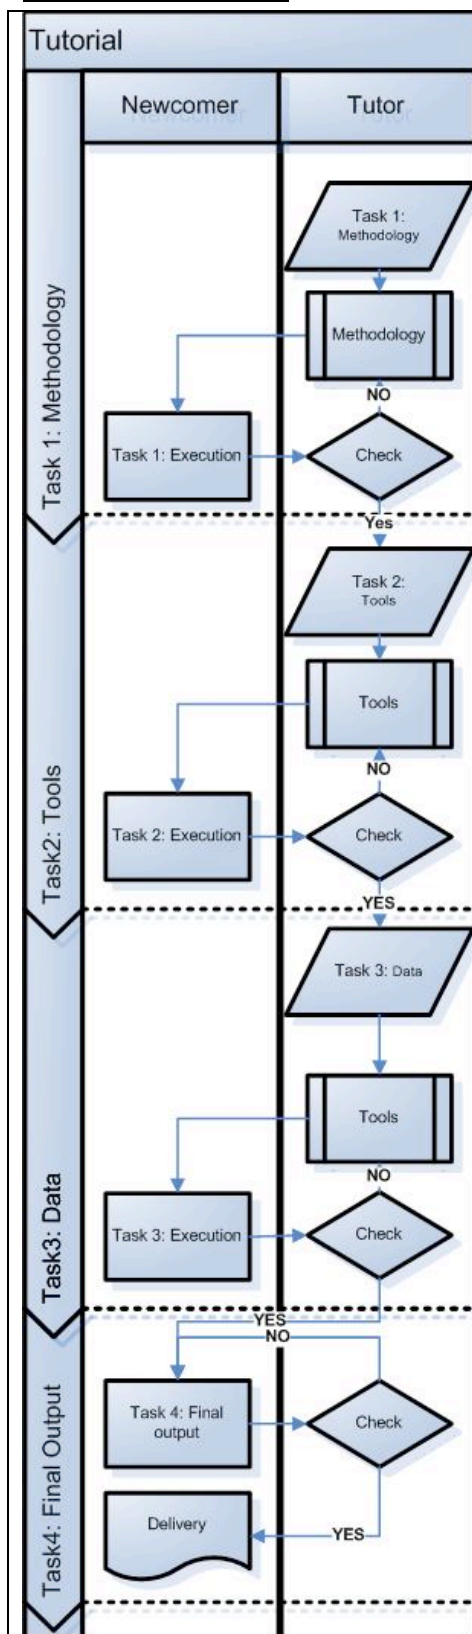 Tutorial
Newcomer
Tutor
Task 1: Methodology
Task 1:
Methodology
Methodology
NO
Task 1: Execution
Check
Yes
Task2: Tools
Task 2:
Tools
Tools
NO
Task 2: Execution
Check
YES
Task3: Data
Task 3: Data
Tools
NO
Task 3: Execution
Check
YES
NO
Task4: Final Output
Task 4: Final
output
Check
Delivery
YES